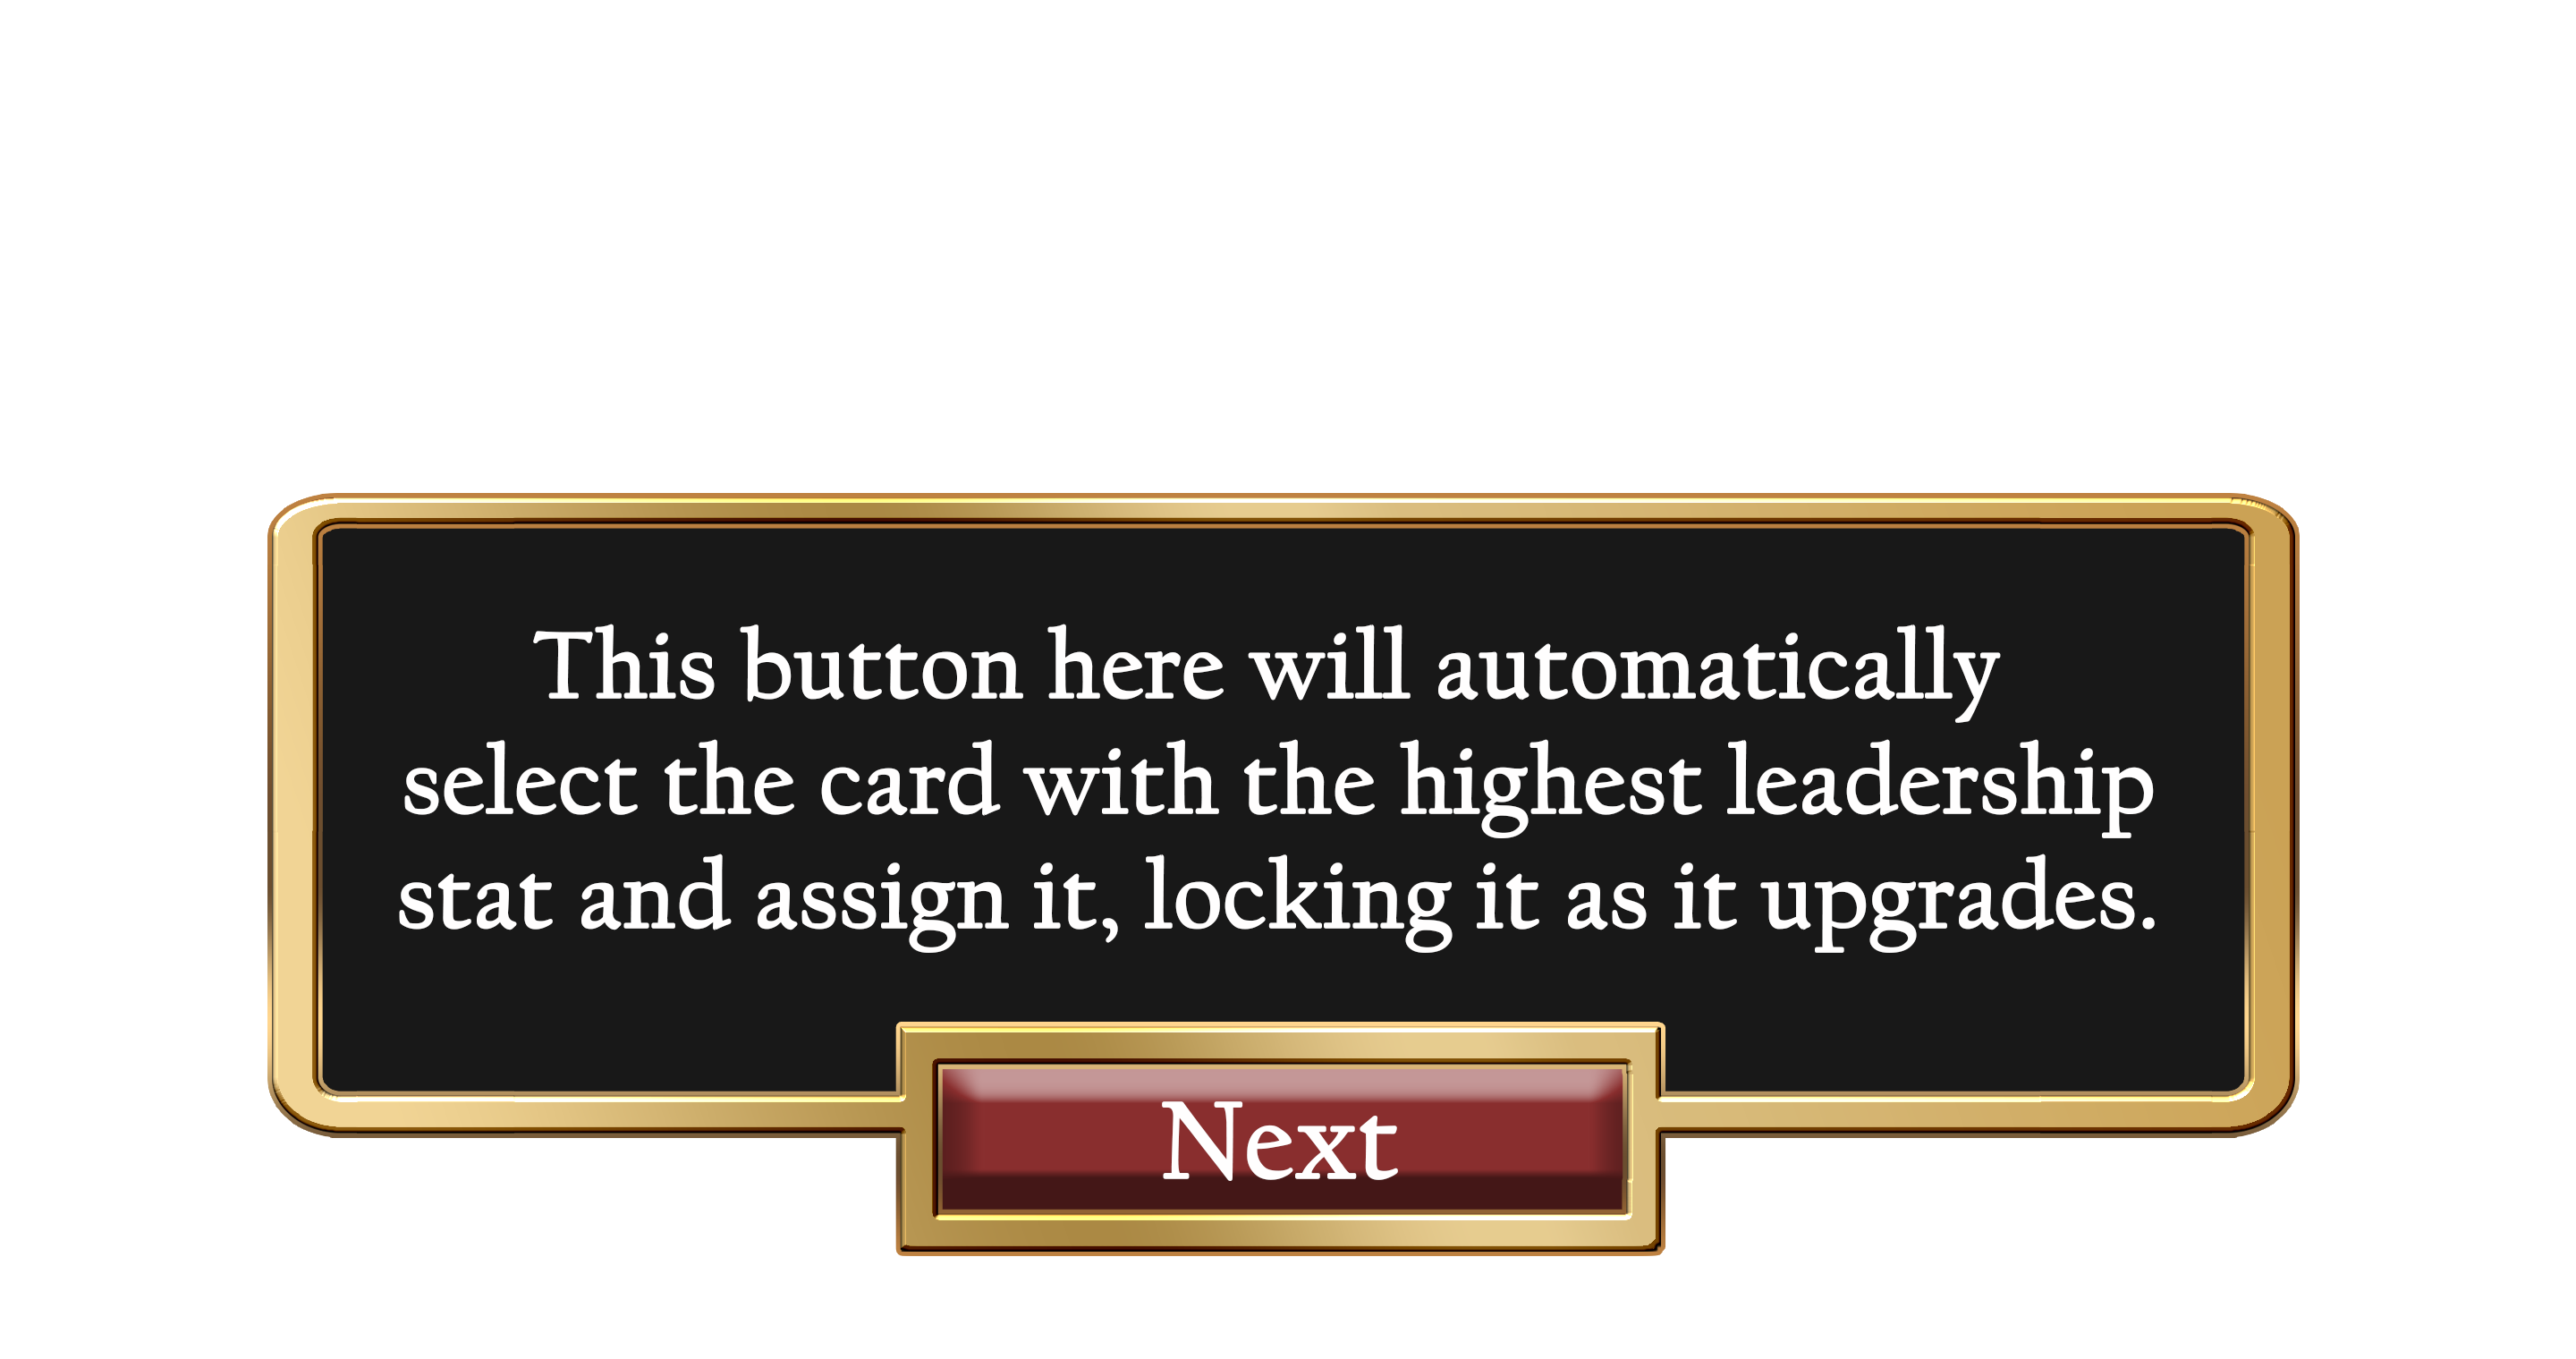 This button here will automatically
select the card with the highest leadership
stat and assign it, locking it as it upgrades.
Next